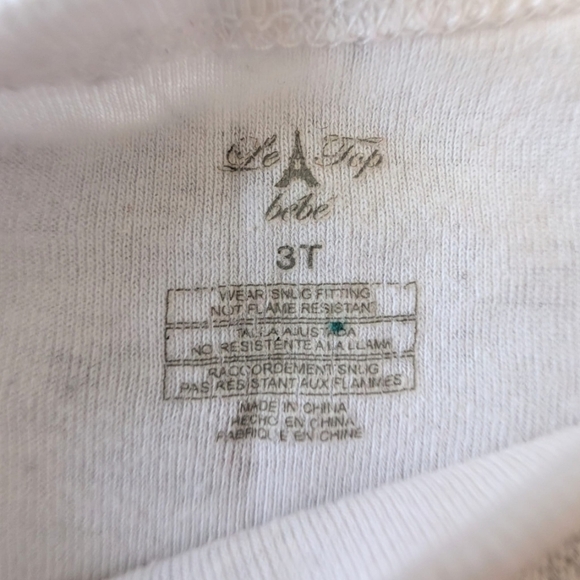 Le Top
bébé
3T
WEAR SNUG FITTING
NOT FLAME RESISTANT
TALLA AJUSTADA
NO RESISTENTE A LA LLAMA
RACCORDEMENT SNUG
PAS RÉSISTANT AUX FLAMMES
MADE IN CHINA
HECHO EN CHINA
FABRIQUE EN CHINE